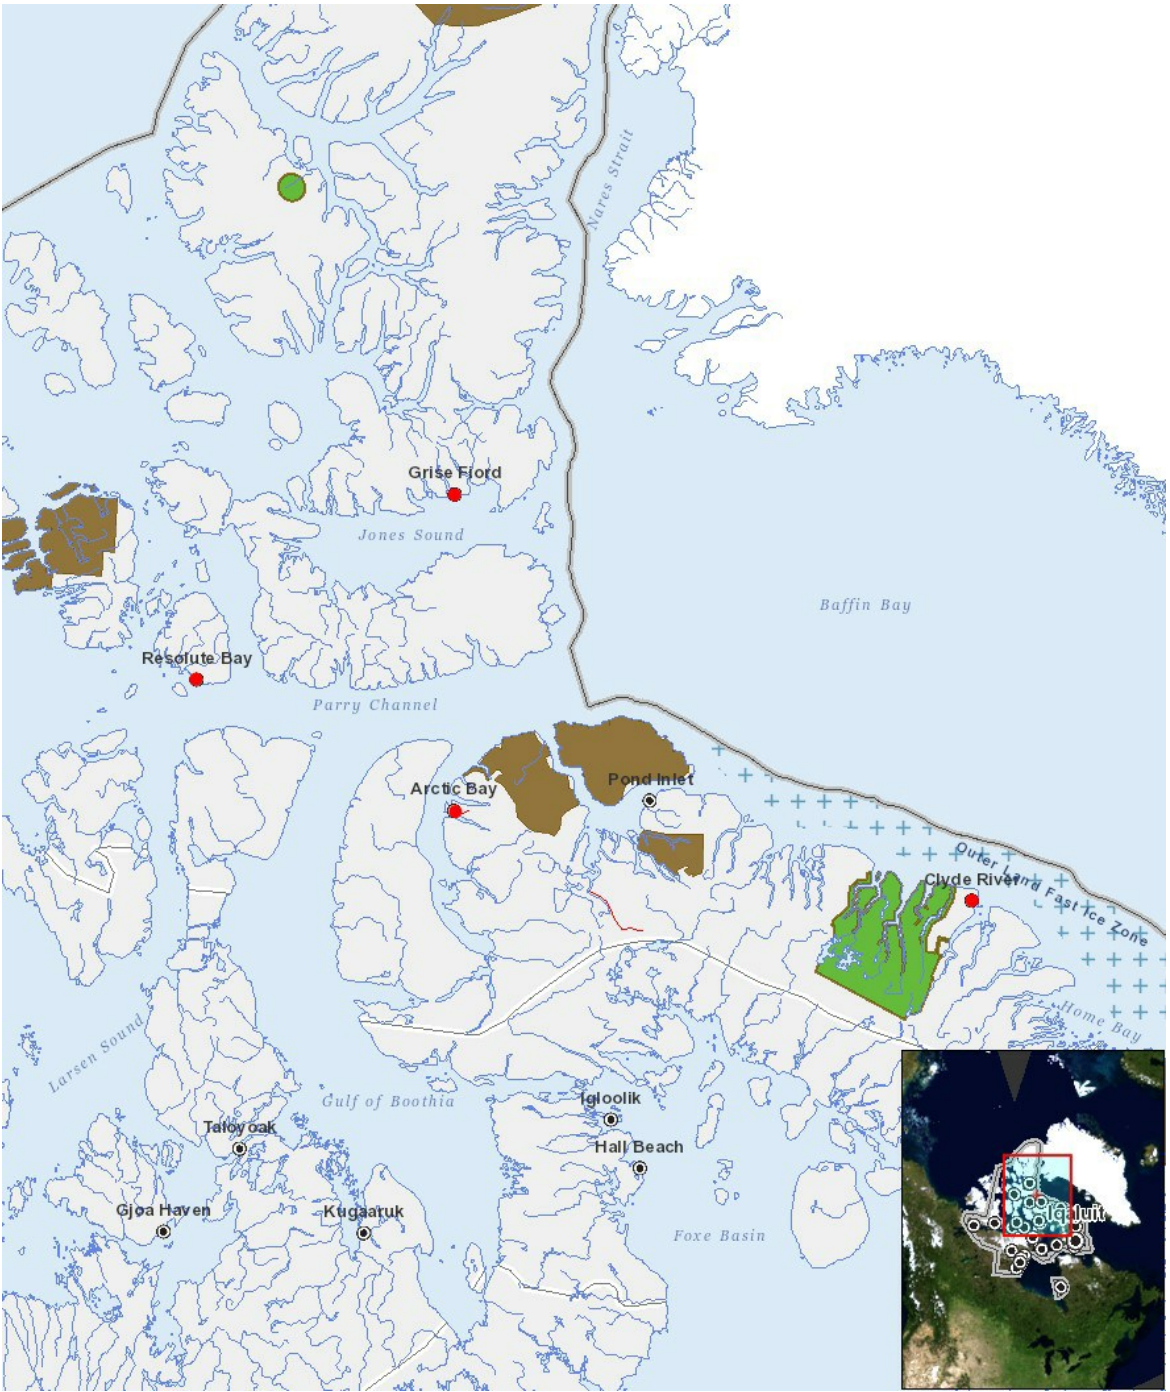 Nares Strait
Grise Fiord
Jones Sound
Baffin Bay
Resolute Bay
Parry Channel
Pond Inlet
Arctic Bay
Outer Land Fast Ice Zone
Clyde River
Home Bay
Larsen Sound
Gulf of Boothia
Igloolik
Taloyoak
Hall Beach
Gjoa Haven
Kugaaruk
Iqaluit
Foxe Basin